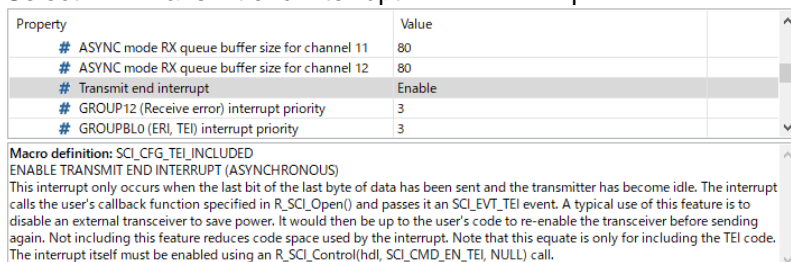 Property Value
# ASYNC mode RX queue buffer size for channel 11 80
# ASYNC mode RX queue buffer size for channel 12 80
# Transmit end interrupt Enable
# GROUP12 (Receive error) interrupt priority 3
# GROUPBL0 (ERI, TEI) interrupt priority 3
Macro definition: SCI_CFG_TEI_INCLUDED
ENABLE TRANSMIT END INTERRUPT (ASYNCHRONOUS)
This interrupt only occurs when the last bit of the last byte of data has been sent and the transmitter has become idle. The interrupt
calls the user's callback function specified in R_SCI_Open() and passes it an SCI_EVT_TEI event. A typical use of this feature is to
disable an external transceiver to save power. It would then be up to the user's code to re-enable the transceiver before sending
again. Not including this feature reduces code space used by the interrupt. Note that this equate is only for including the TEI code.
The interrupt itself must be enabled using an R_SCI_Control(hdl, SCI_CMD_EN_TEI, NULL) call.